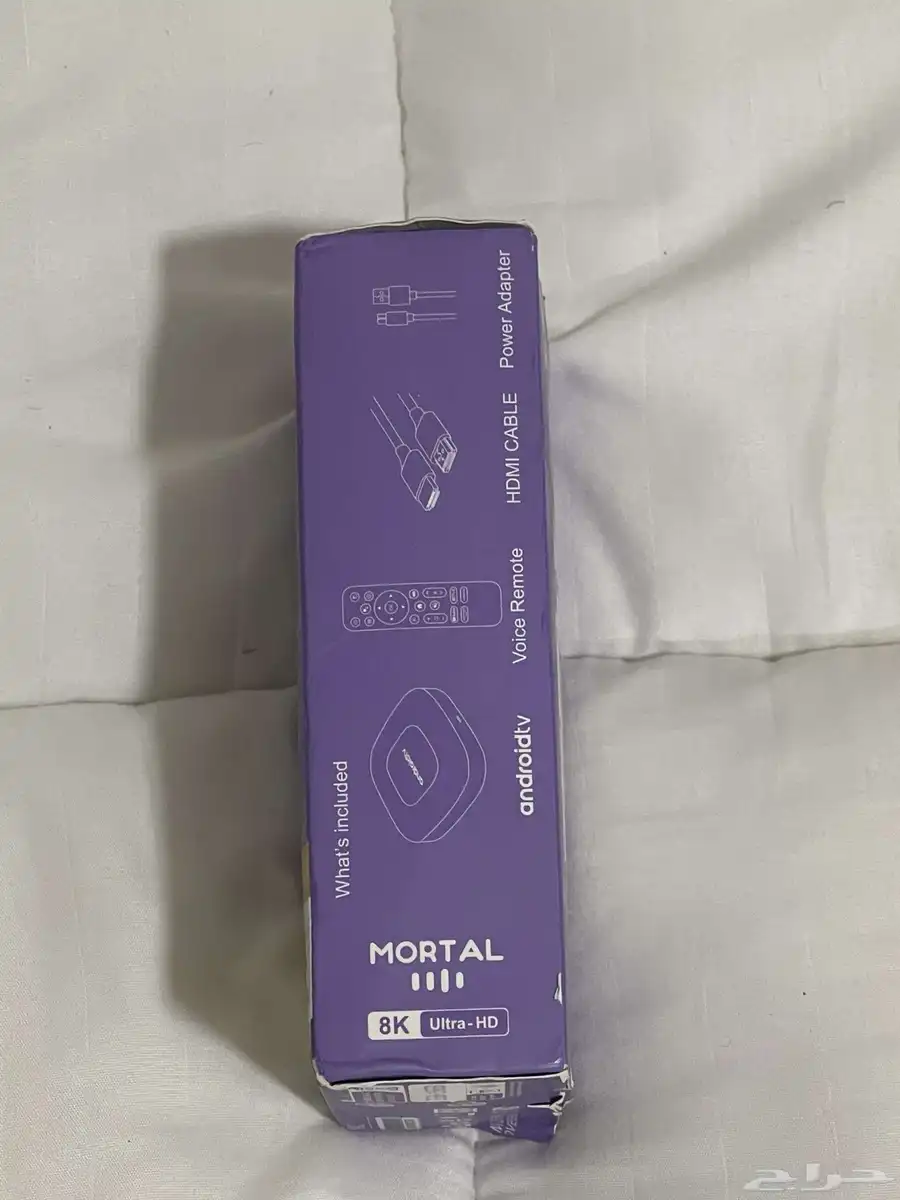 MORTAL
8K Ultra-HD
What's included
androidtv
Voice Remote
HDMI CABLE
Power Adapter
حراج